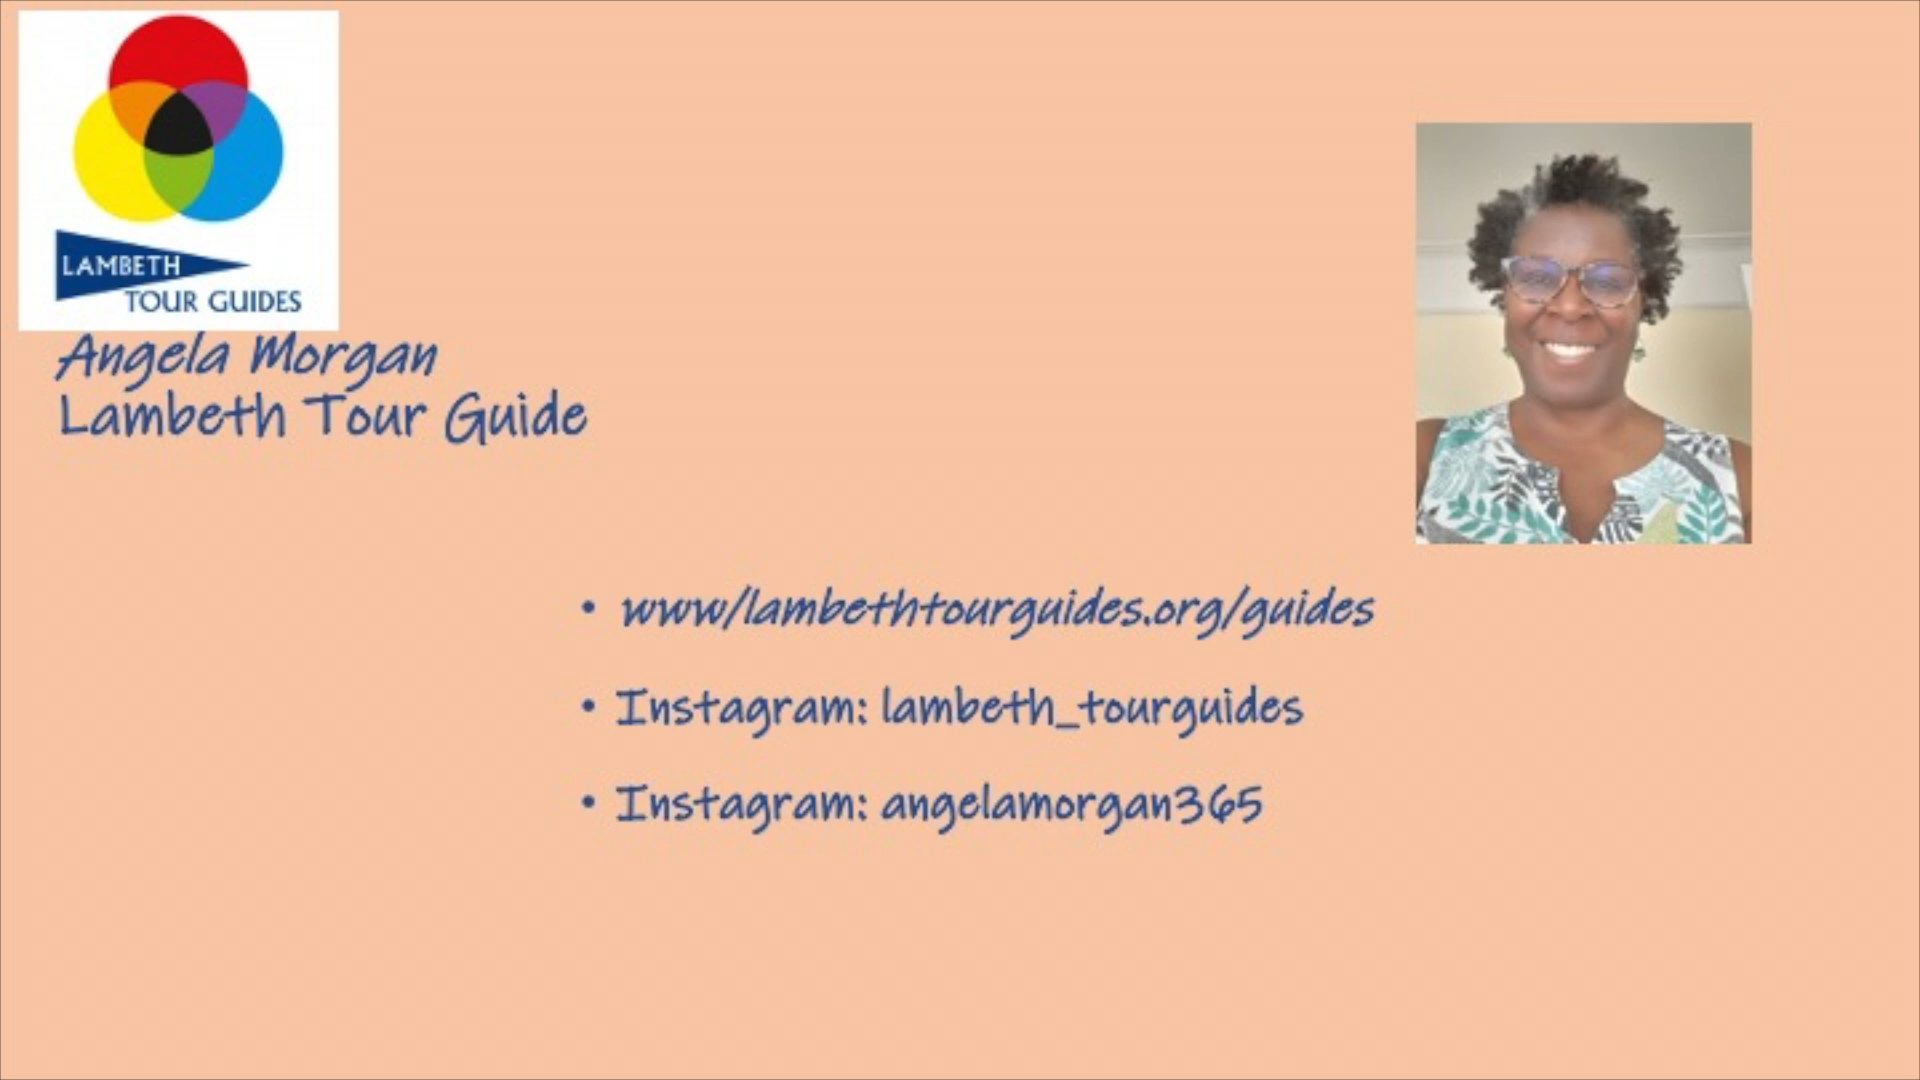 LAMBETH
TOUR GUIDES
Angela Morgan
Lambeth Tour Guide
• www/lambethtourguides.org/guides
• Instagram: lambeth_tourguides
• Instagram: angelamorgan365